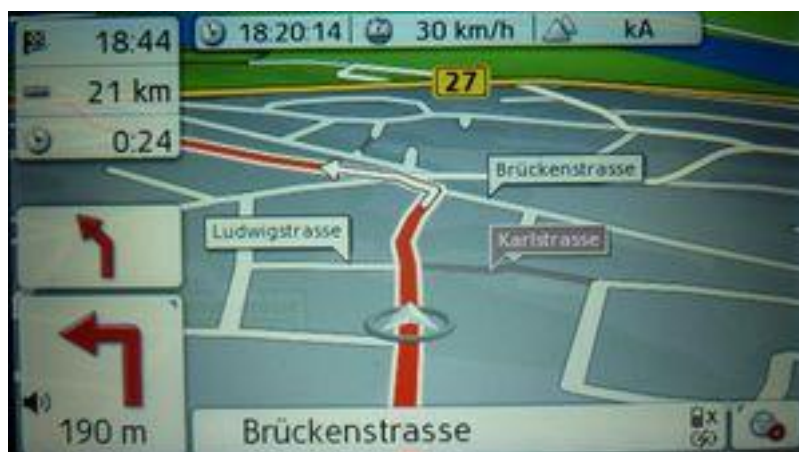 18:44
18:20:14
30 km/h
kA
21 km
27
0:24
Brückenstrasse
Ludwigstrasse
Karlstrasse
190 m
Brückenstrasse